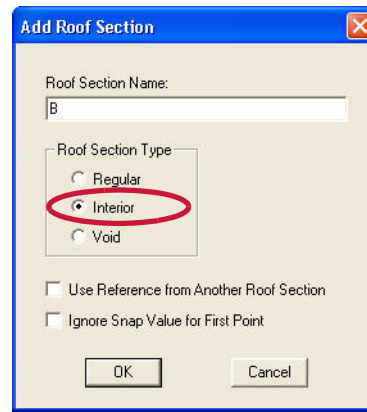 Add Roof Section
Roof Section Name:
B
Roof Section Type
Regular
Interior
Void
Use Reference from Another Roof Section
Ignore Snap Value for First Point
OK
Cancel